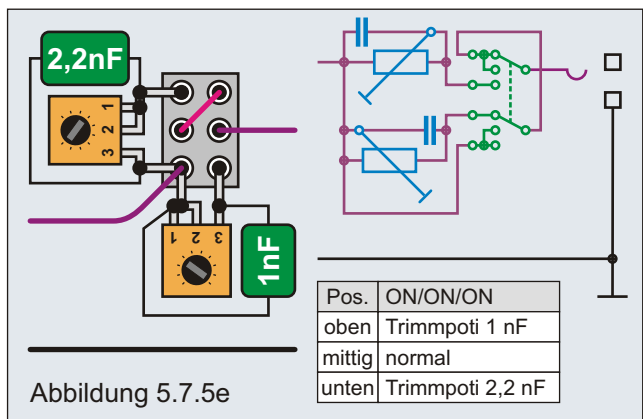 2,2nF
1
2
3
1
2
3
1nF
Pos. ON/ON/ON
oben Trimmpoti 1 nF
mittig normal
unten Trimmpoti 2,2 nF
Abbildung 5.7.5e